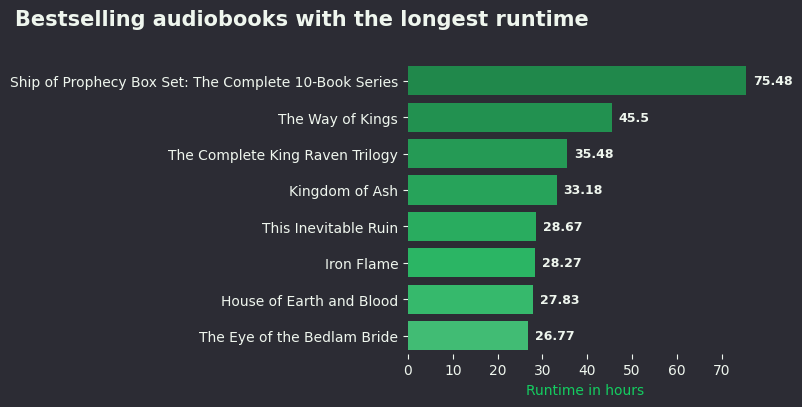 Bestselling audiobooks with the longest runtime
Ship of Prophecy Box Set: The Complete 10-Book Series 75.48
The Way of Kings 45.5
The Complete King Raven Trilogy 35.48
Kingdom of Ash 33.18
This Inevitable Ruin 28.67
Iron Flame 28.27
House of Earth and Blood 27.83
The Eye of the Bedlam Bride 26.77
0 10 20 30 40 50 60 70
Runtime in hours